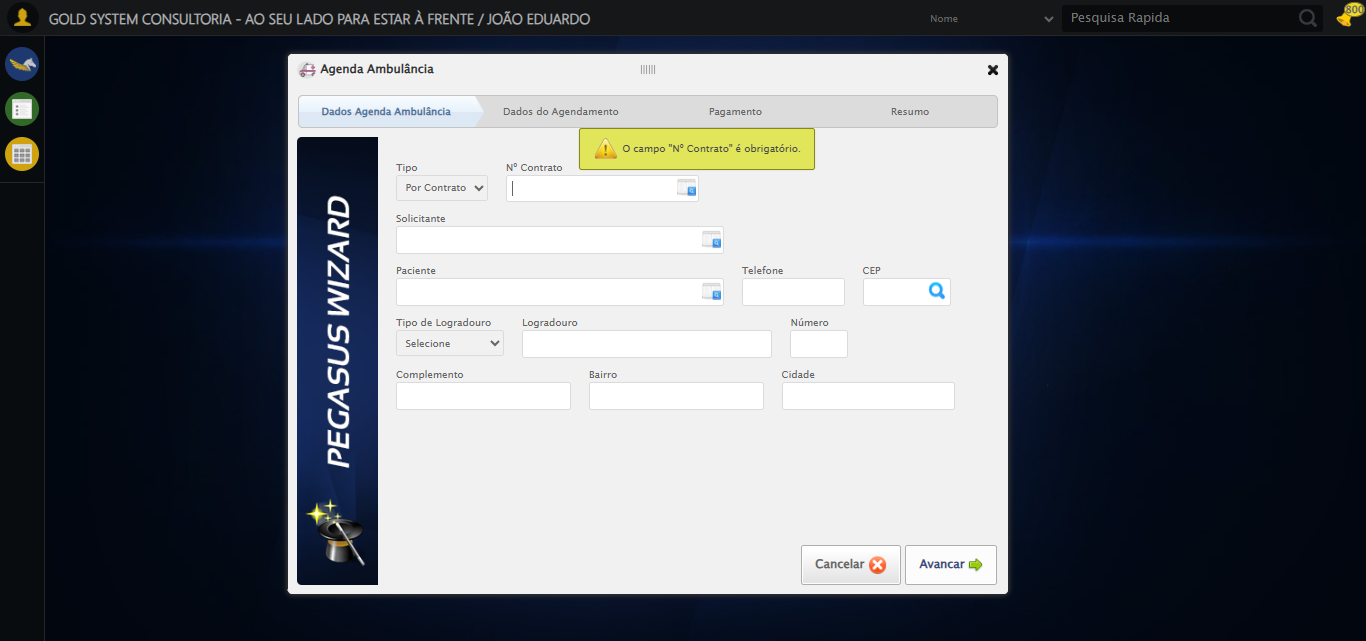 GOLD SYSTEM CONSULTORIA - AO SEU LADO PARA ESTAR À FRENTE / JOÃO EDUARDO
Nome
Pesquisa Rapida
800
Agenda Ambulância
Dados Agenda Ambulância
Dados do Agendamento
Pagamento
Resumo
O campo "Nº Contrato" é obrigatório.
Tipo
Nº Contrato
Por Contrato
Solicitante
Paciente
Telefone
CEP
Tipo de Logradouro
Logradouro
Número
Selecione
Complemento
Bairro
Cidade
PEGASUS WIZARD
Cancelar
Avancar